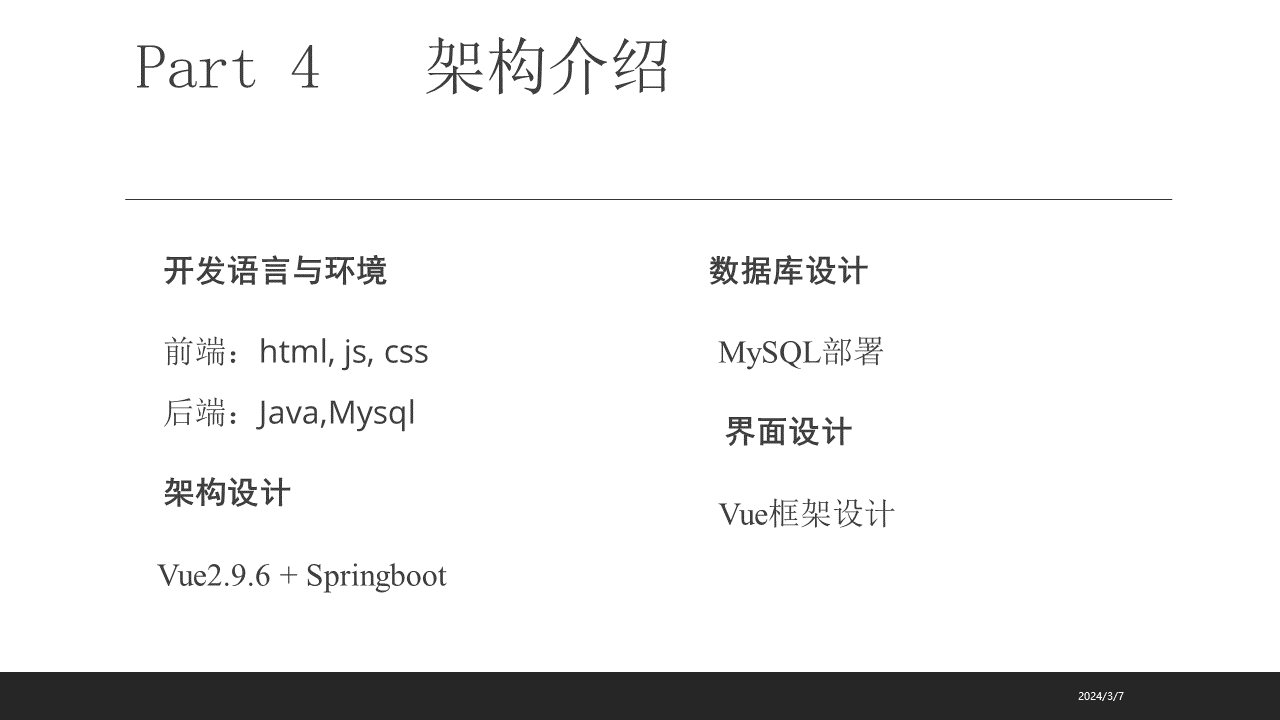 Part 4 架构介绍
开发语言与环境
前端：html, js, css
后端：Java,Mysql
架构设计
Vue2.9.6 + Springboot
数据库设计
MySQL部署
界面设计
Vue框架设计
2024/3/7